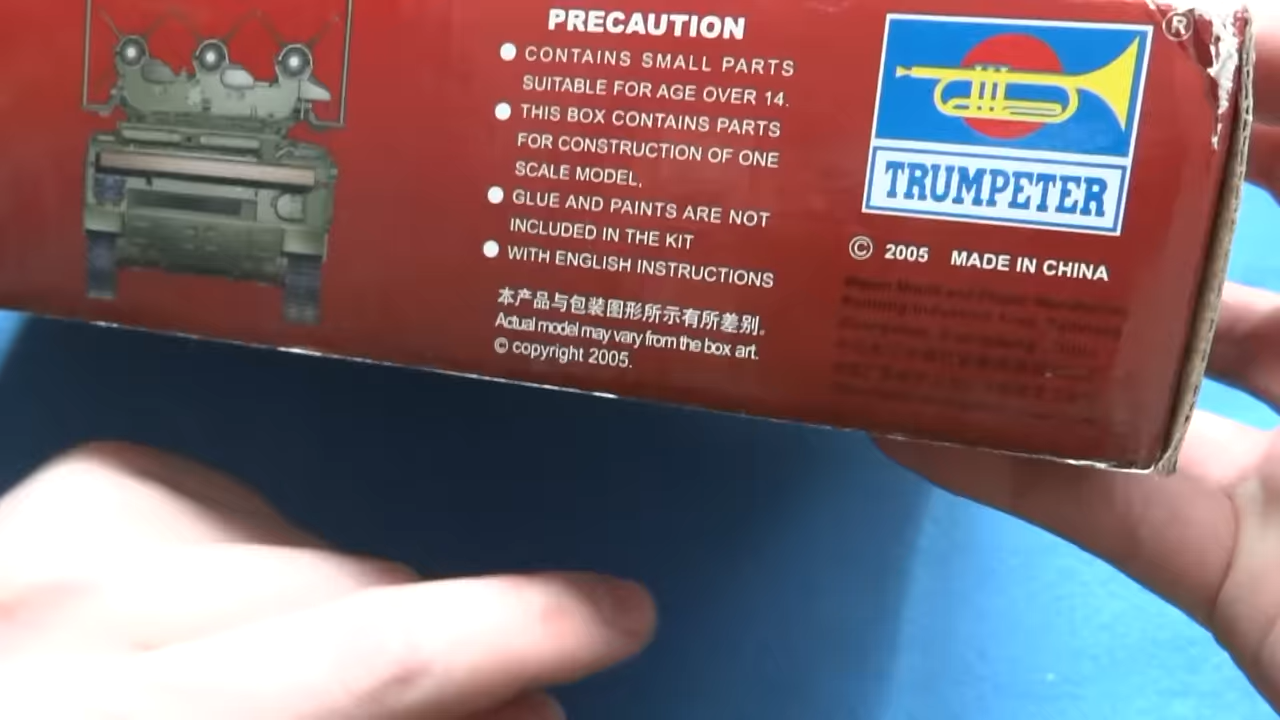 PRECAUTION
CONTAINS SMALL PARTS
SUITABLE FOR AGE OVER 14.
THIS BOX CONTAINS PARTS
FOR CONSTRUCTION OF ONE
SCALE MODEL,
GLUE AND PAINTS ARE NOT
INCLUDED IN THE KIT
WITH ENGLISH INSTRUCTIONS
本产品与包装图形所示有所差别.
Actual model may vary from the box art.
© copyright 2005.
®
TRUMPETER
© 2005 MADE IN CHINA